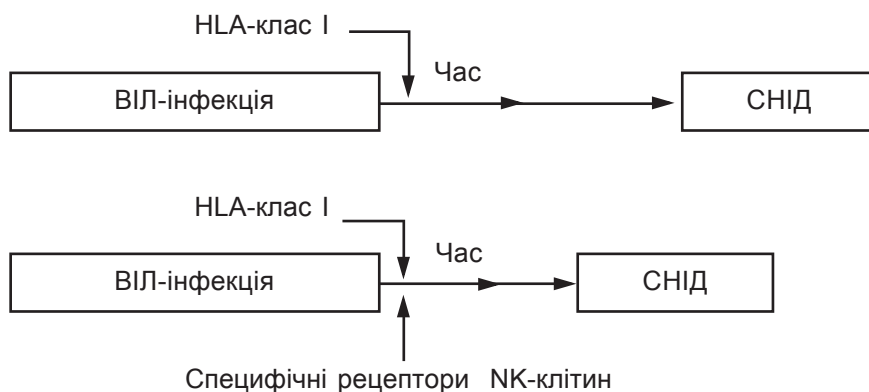 HLA-клас I
Час
ВІЛ-інфекція
СНІД
HLA-клас I
Час
ВІЛ-інфекція
СНІД
Специфічні рецептори NK-клітин